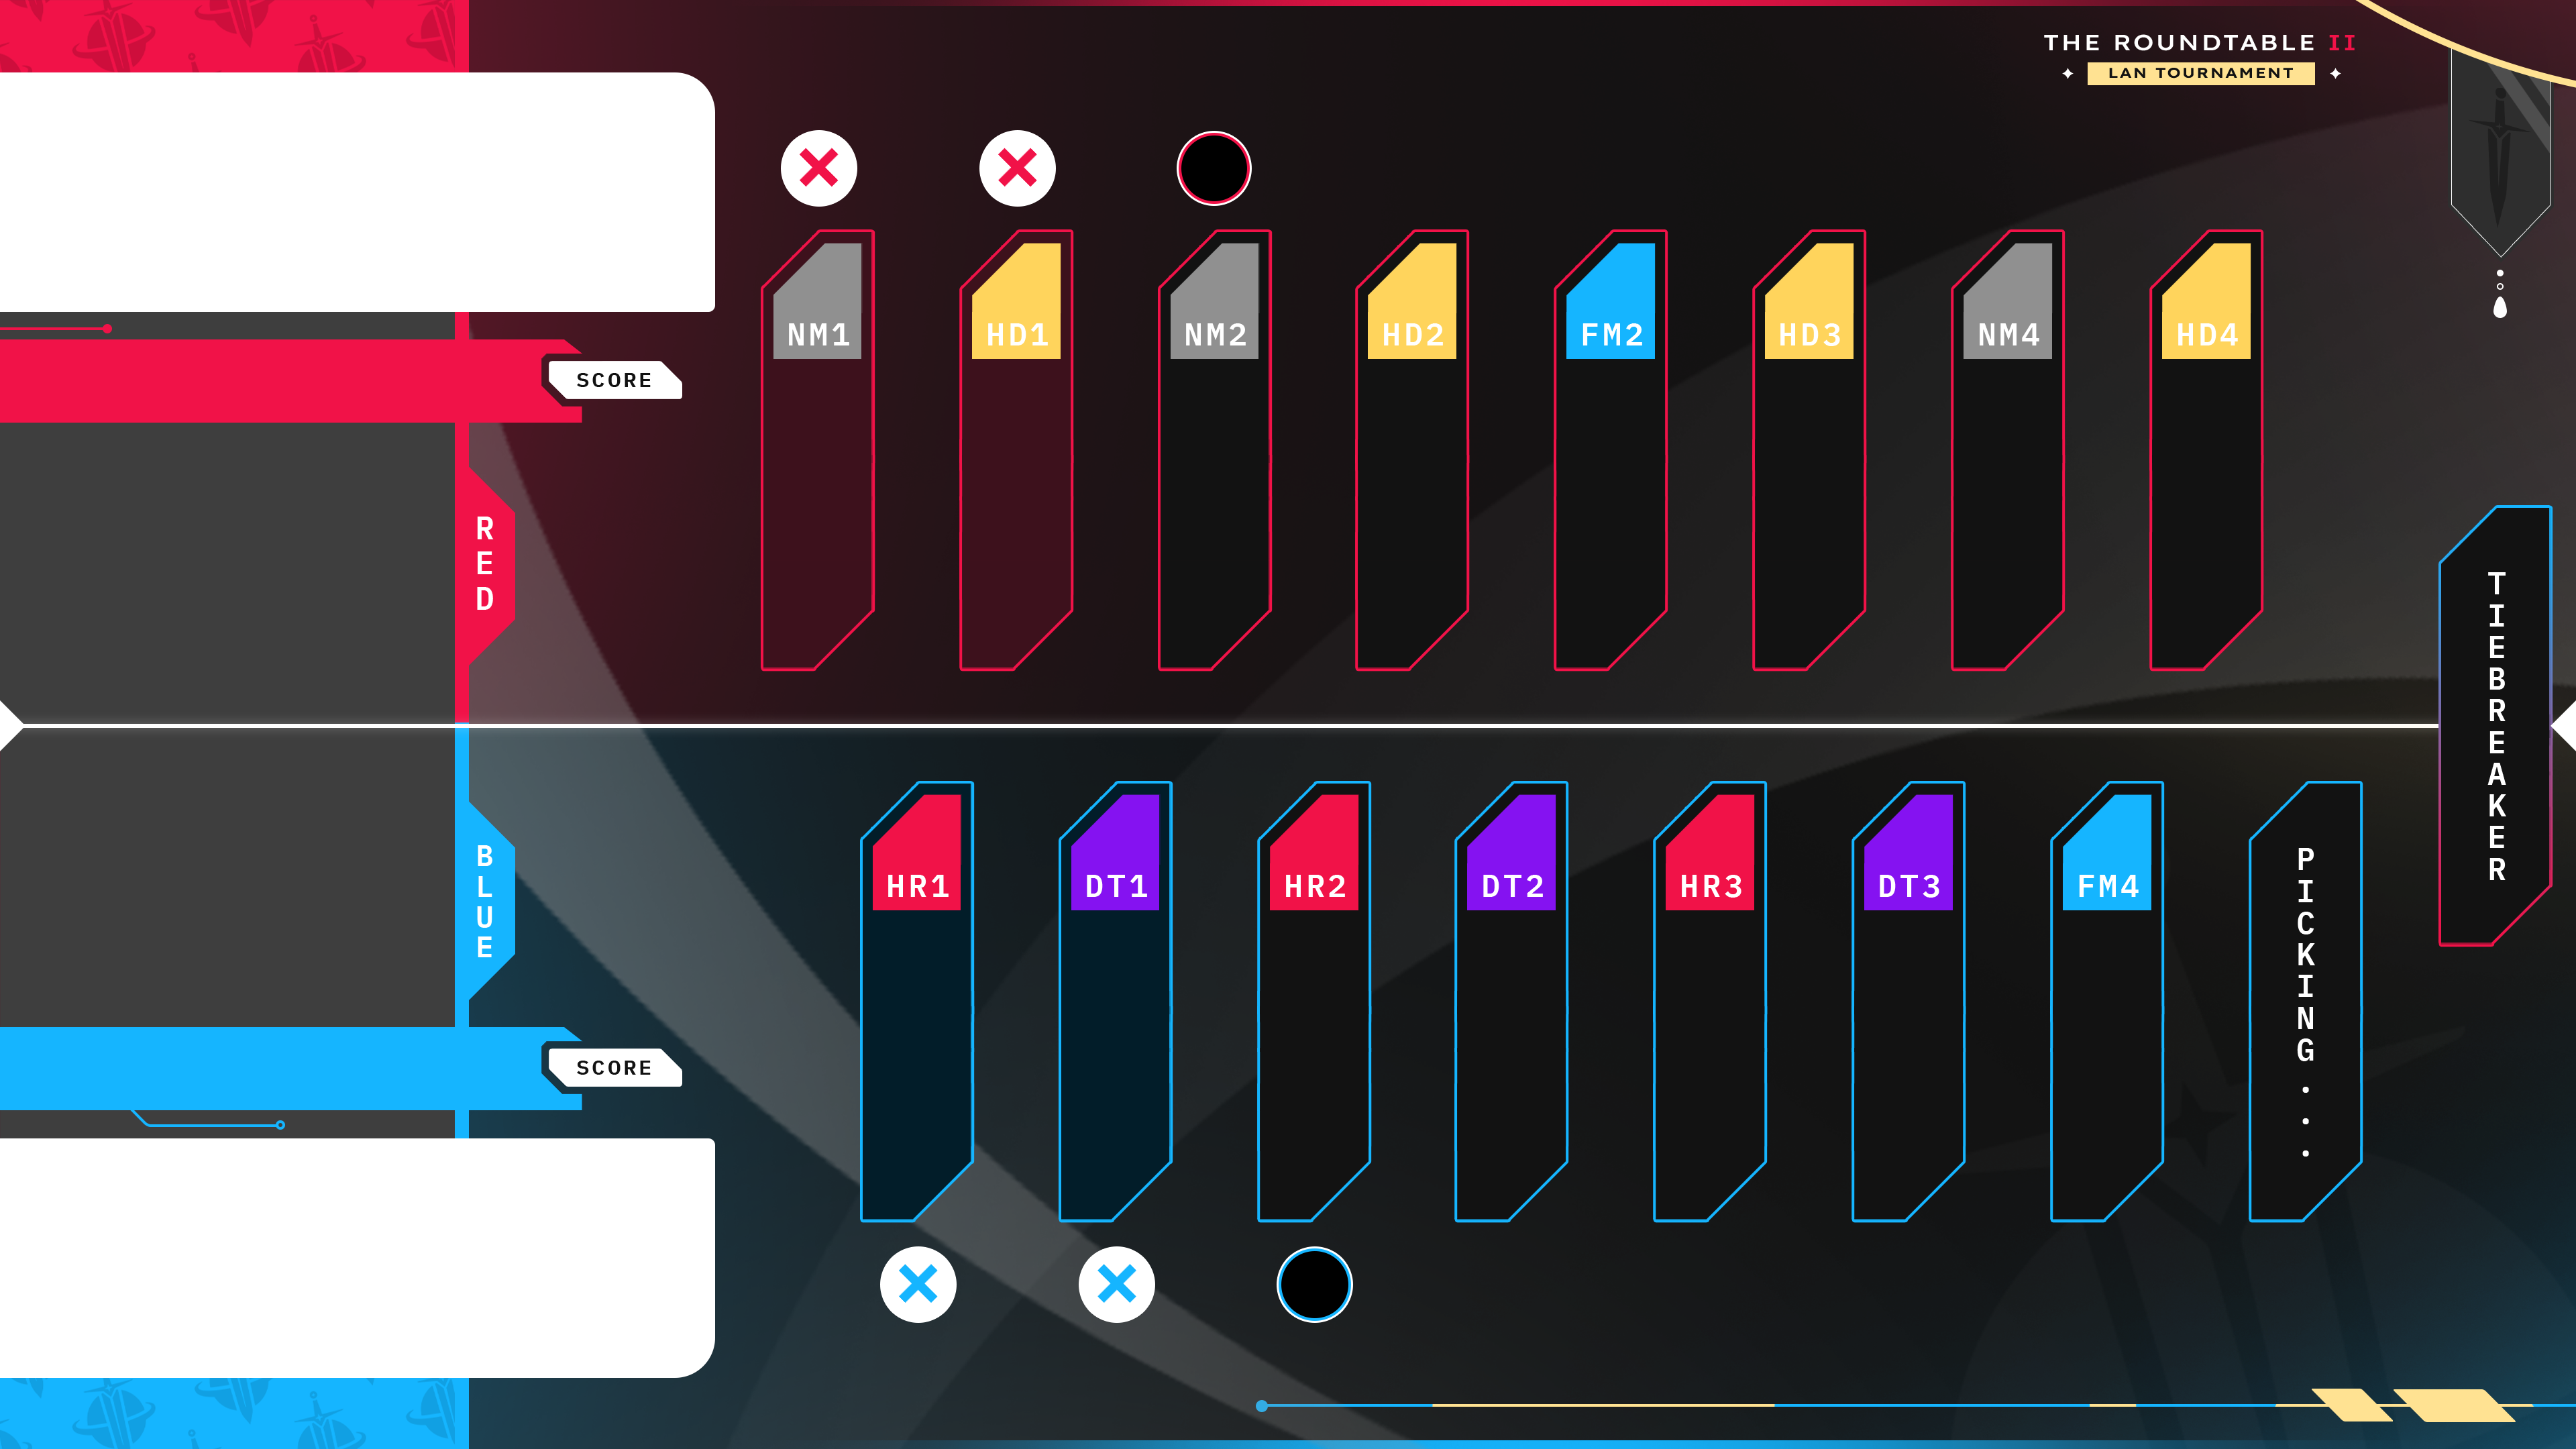 THE ROUNDTABLE II
LAN TOURNAMENT
NM1
HD1
NM2
HD2
FM2
HD3
NM4
HD4
SCORE
RED
TIEBREAKER
BLUE
HR1
DT1
HR2
DT2
HR3
DT3
FM4
PICKING...
SCORE